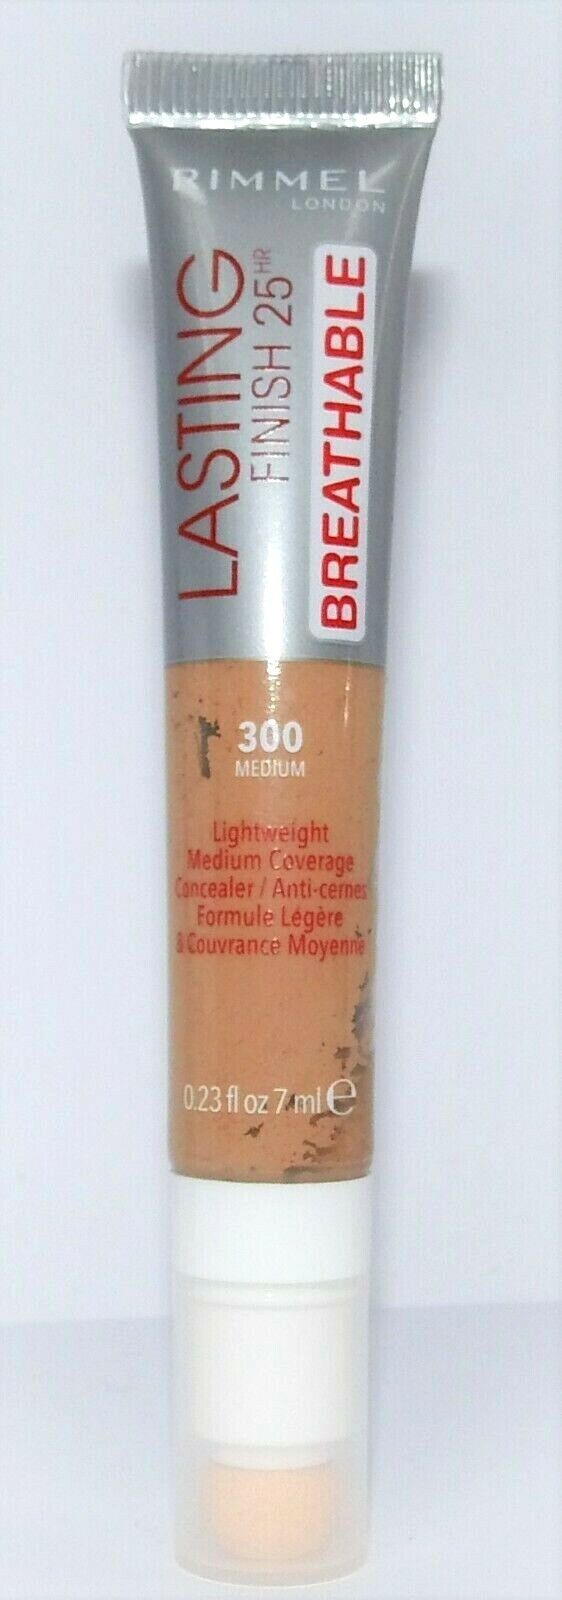 RIMMEL
LONDON
LASTING
FINISH 25HR
BREATHABLE
300
MEDIUM
Lightweight
Medium Coverage
Concealer / Anti-cernes
Formule Légère
& Couvrance Moyenne
0.23 fl oz 7 ml e